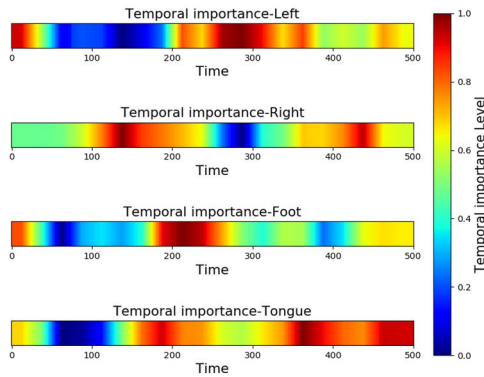 Temporal importance-Left
0 100 200 300 400 500
Time
Temporal importance-Right
0 100 200 300 400 500
Time
Temporal importance-Foot
0 100 200 300 400 500
Time
Temporal importance-Tongue
0 100 200 300 400 500
Time
1.0
0.8
0.6
0.4
0.2
0.0
Temporal importance Level